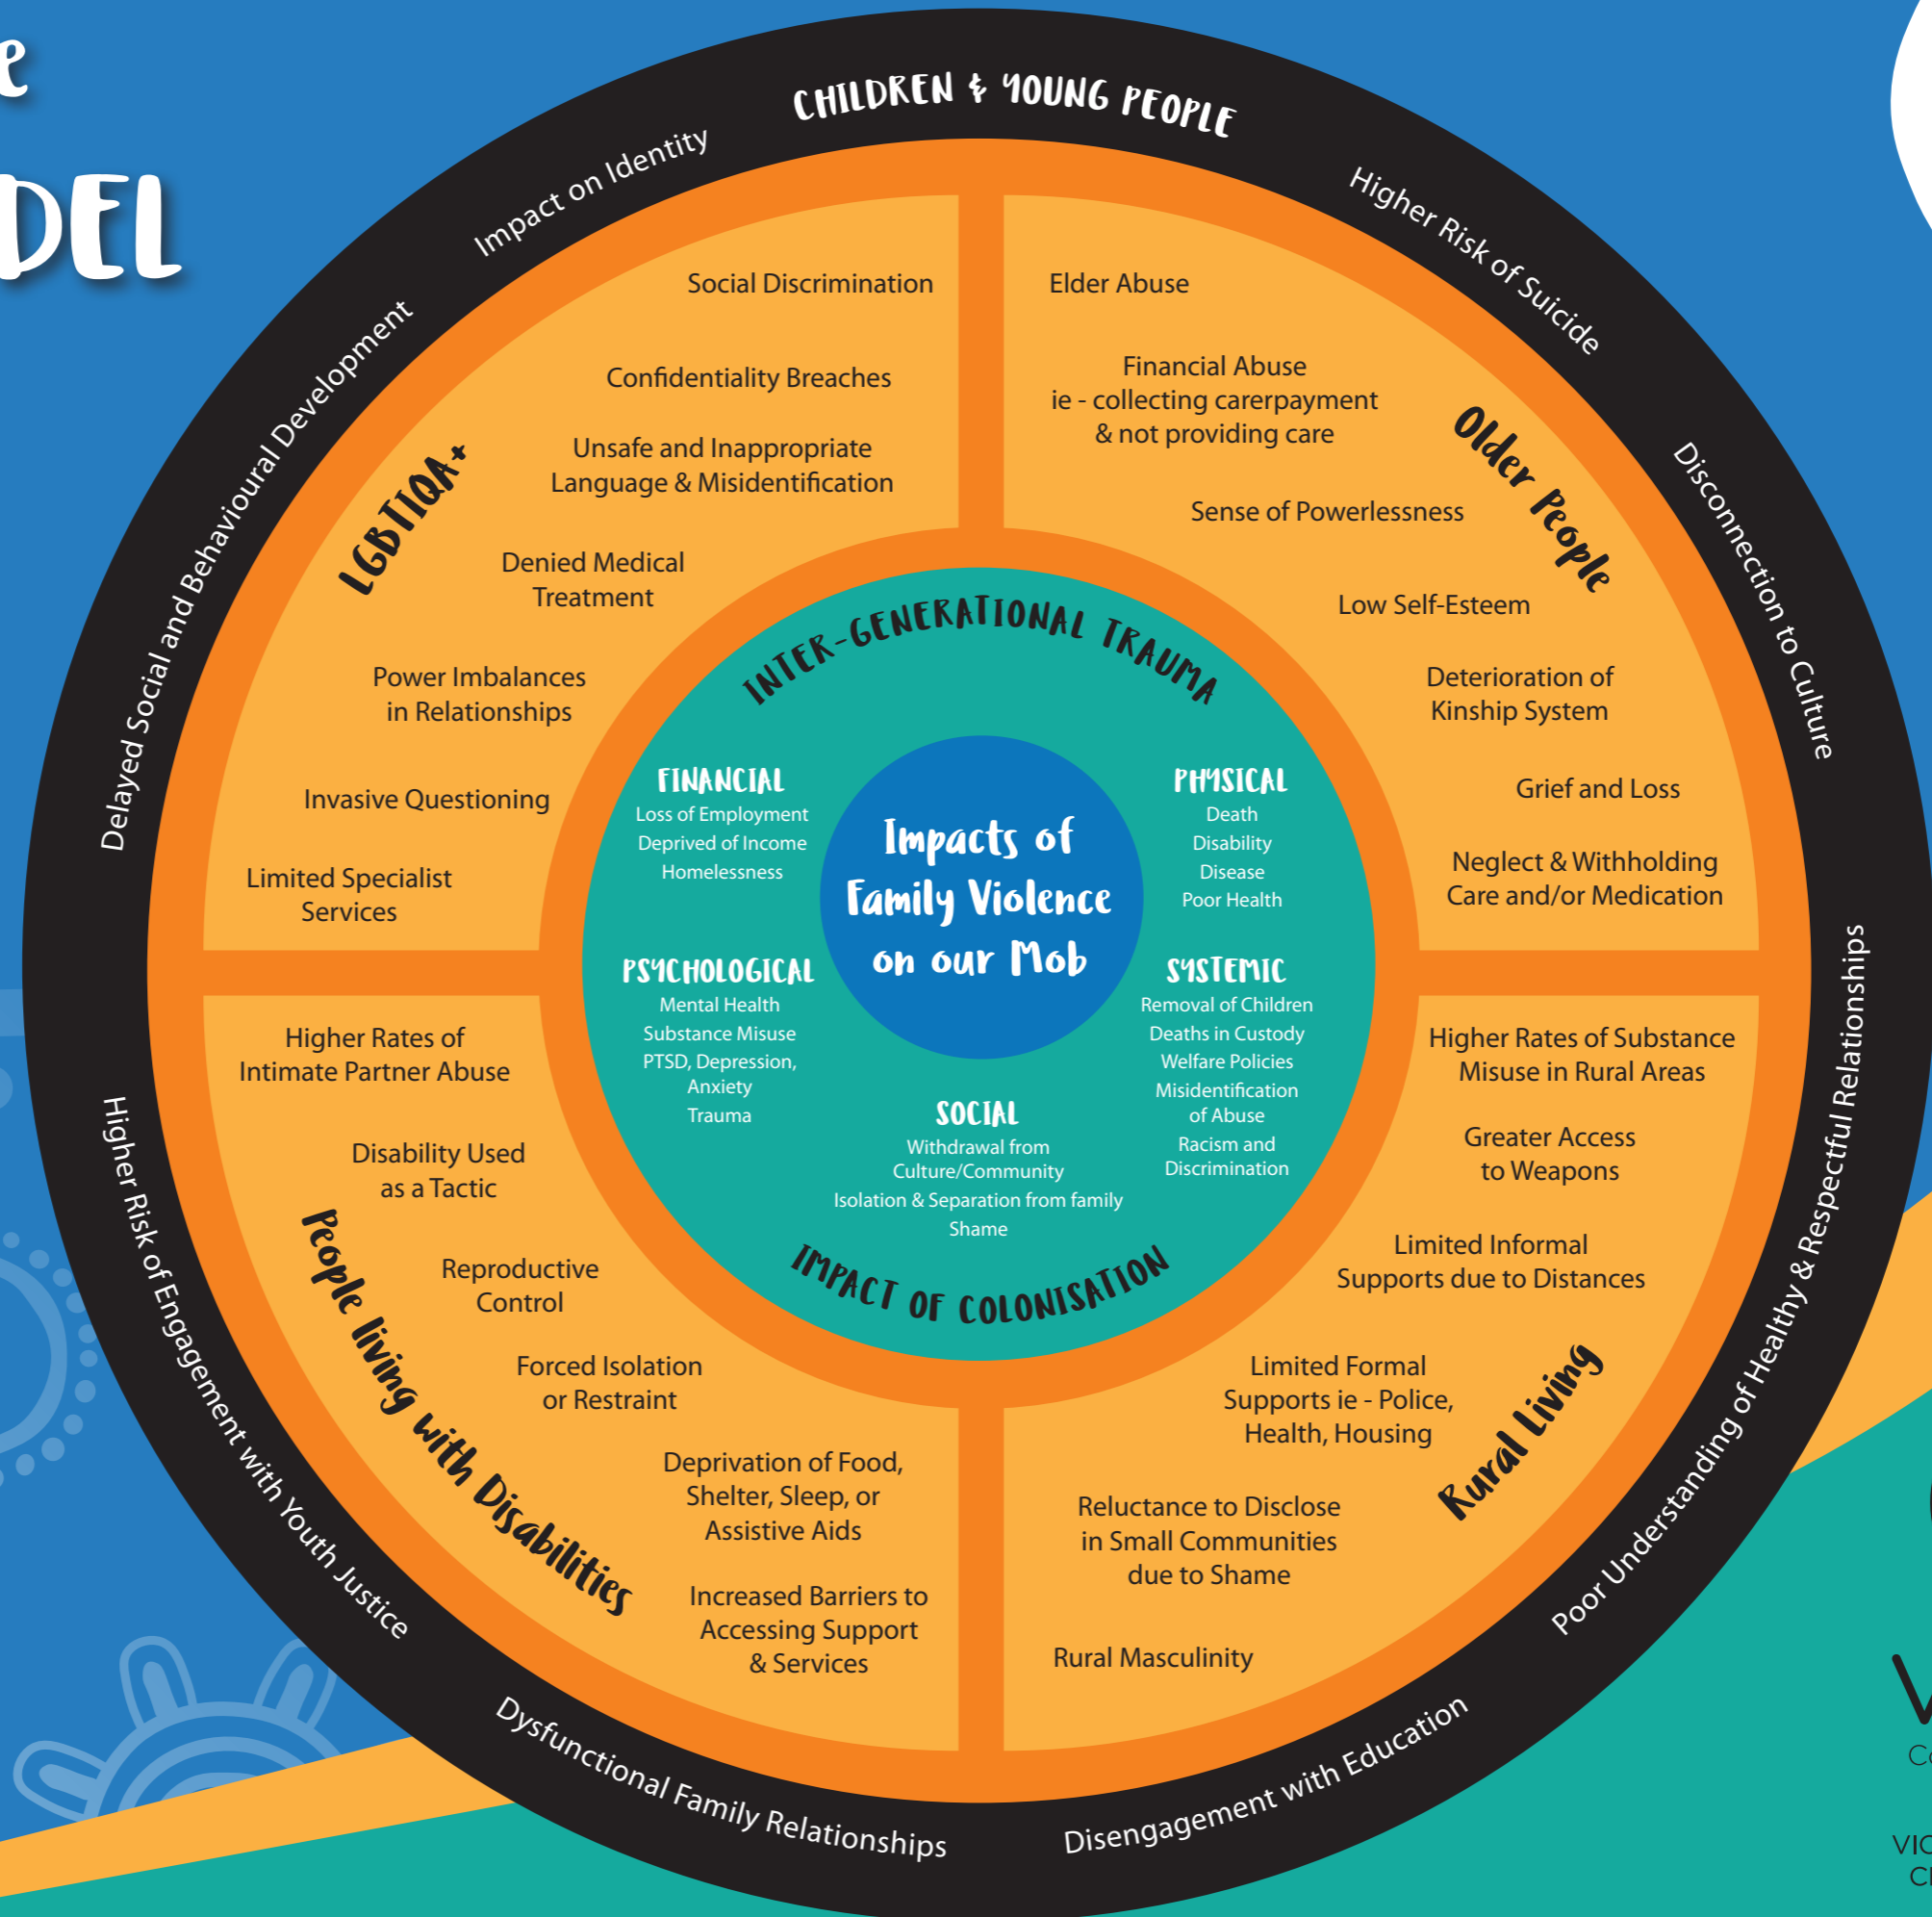 CHILDREN & YOUNG PEOPLE
Impact on Identity
Higher Risk of Suicide
Disconnection to Culture
Poor Understanding of Healthy & Respectful Relationships
Disengagement with Education
Dysfunctional Family Relationships
Higher Risk of Engagement with Youth Justice
Delayed Social and Behavioural Development
LGBTIQA+
Social Discrimination
Confidentiality Breaches
Unsafe and Inappropriate
Language & Misidentification
Denied Medical
Treatment
Power Imbalances
in Relationships
Invasive Questioning
Limited Specialist
Services
Older People
Elder Abuse
Financial Abuse
ie - collecting carerpayment
& not providing care
Sense of Powerlessness
Low Self-Esteem
Deterioration of
Kinship System
Grief and Loss
Neglect & Withholding
Care and/or Medication
INTER-GENERATIONAL TRAUMA
FINANCIAL
Loss of Employment
Deprived of Income
Homelessness
Impacts of
Family Violence
on our Mob
PHYSICAL
Death
Disability
Disease
Poor Health
PSYCHOLOGICAL
Mental Health
Substance Misuse
PTSD, Depression,
Anxiety
Trauma
SYSTEMIC
Removal of Children
Deaths in Custody
Welfare Policies
Misidentification
of Abuse
Racism and
Discrimination
SOCIAL
Withdrawal from
Culture/Community
Isolation & Separation from family
Shame
IMPACT OF COLONISATION
People living with Disabilities
Higher Rates of
Intimate Partner Abuse
Disability Used
as a Tactic
Reproductive
Control
Forced Isolation
or Restraint
Deprivation of Food,
Shelter, Sleep, or
Assistive Aids
Increased Barriers to
Accessing Support
& Services
Rural Living
Higher Rates of Substance
Misuse in Rural Areas
Greater Access
to Weapons
Limited Informal
Supports due to Distances
Limited Formal
Supports ie - Police,
Health, Housing
Reluctance to Disclose
in Small Communities
due to Shame
Rural Masculinity